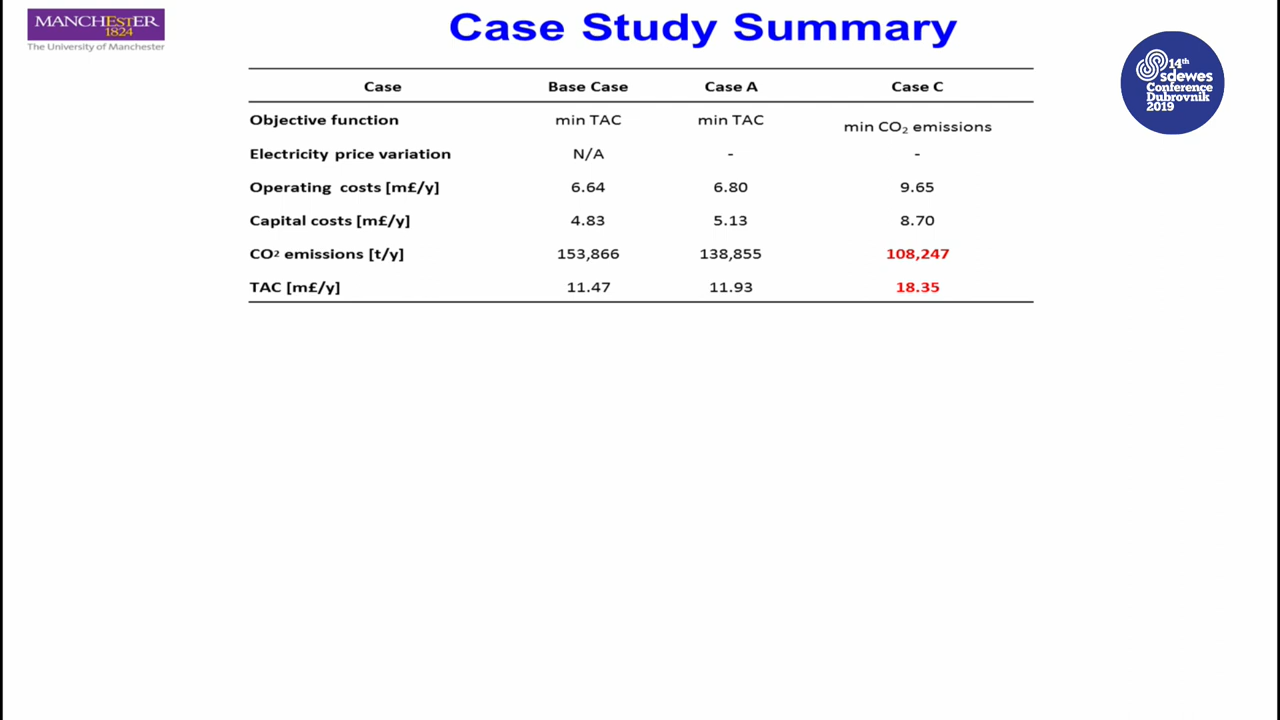 MANCHESTER
1824
The University of Manchester
Case Study Summary
14th
sdewes
Conference
Dubrovnik
2019
Case Base Case Case A Case C
Objective function min TAC min TAC min CO₂ emissions
Electricity price variation N/A - -
Operating costs [m£/y] 6.64 6.80 9.65
Capital costs [m£/y] 4.83 5.13 8.70
CO² emissions [t/y] 153,866 138,855 108,247
TAC [m£/y] 11.47 11.93 18.35